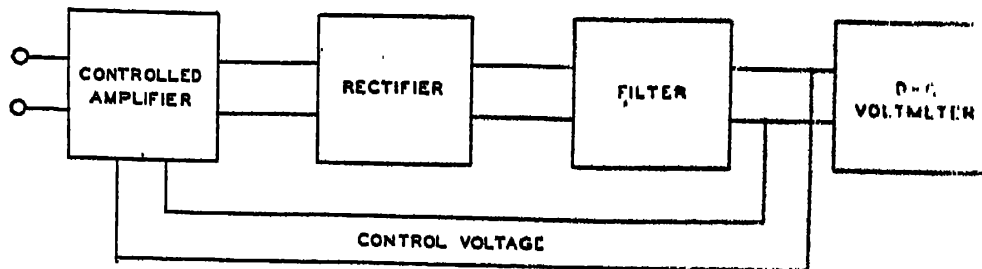 CONTROLLED
AMPLIFIER
RECTIFIER
FILTER
VOLTMETER
CONTROL VOLTAGE